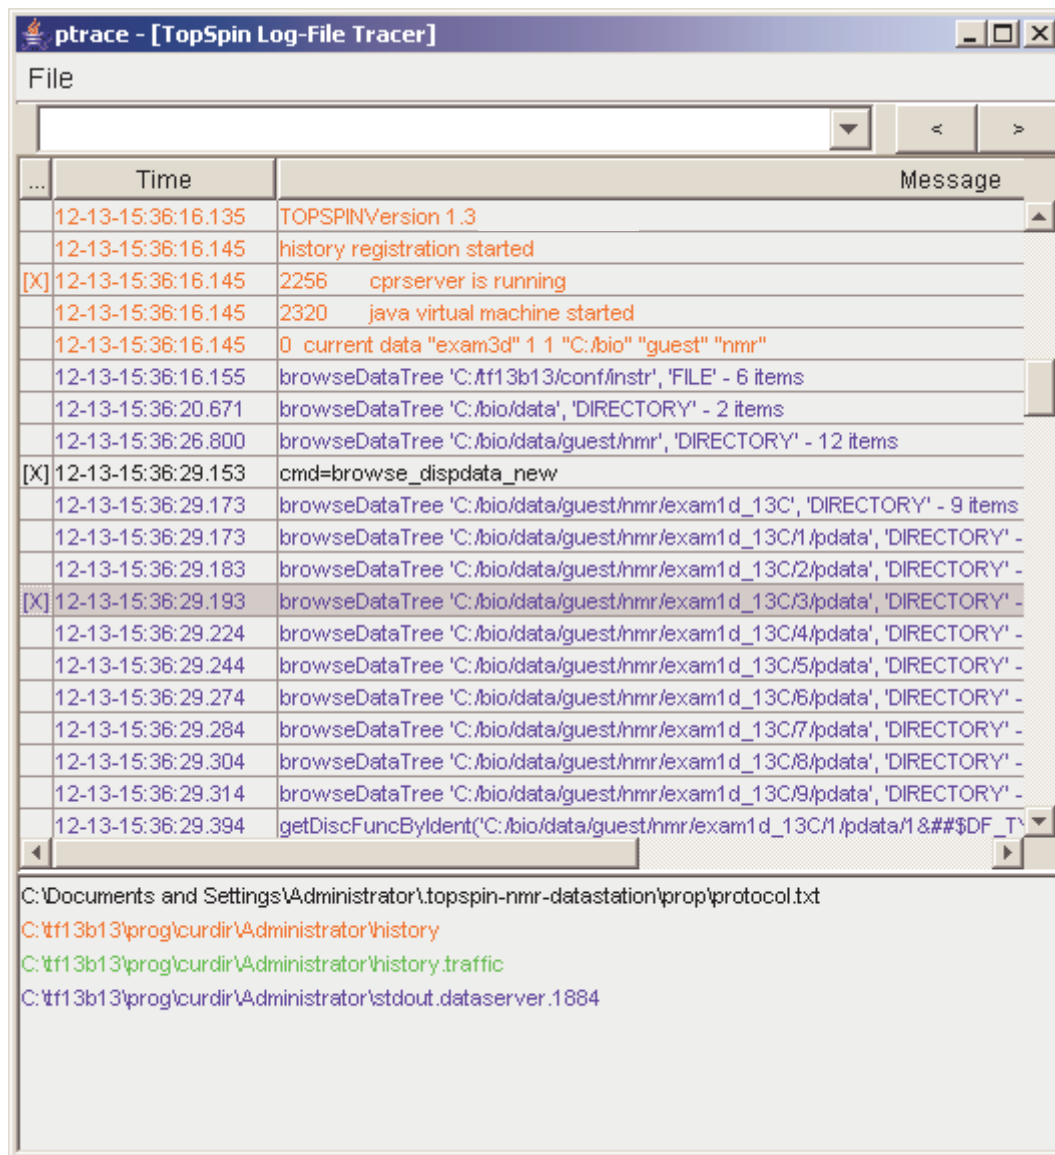 ptrace - [TopSpin Log-File Tracer]
File
< >
... Time Message
12-13-15:36:16.135 TOPSPINVersion 1.3
12-13-15:36:16.145 history registration started
[X] 12-13-15:36:16.145 2256 cprserver is running
12-13-15:36:16.145 2320 java virtual machine started
12-13-15:36:16.145 0 current data "exam3d" 1 1 "C:/bio" "guest" "nmr"
12-13-15:36:16.155 browseDataTree 'C:/tf13b13/conf/instr', 'FILE' - 6 items
12-13-15:36:20.671 browseDataTree 'C:/bio/data', 'DIRECTORY' - 2 items
12-13-15:36:26.800 browseDataTree 'C:/bio/data/guest/nmr', 'DIRECTORY' - 12 items
[X] 12-13-15:36:29.153 cmd=browse_dispdata_new
12-13-15:36:29.173 browseDataTree 'C:/bio/data/guest/nmr/exam1d_13C', 'DIRECTORY' - 9 items
12-13-15:36:29.173 browseDataTree 'C:/bio/data/guest/nmr/exam1d_13C/1/pdata', 'DIRECTORY' -
12-13-15:36:29.183 browseDataTree 'C:/bio/data/guest/nmr/exam1d_13C/2/pdata', 'DIRECTORY' -
[X] 12-13-15:36:29.193 browseDataTree 'C:/bio/data/guest/nmr/exam1d_13C/3/pdata', 'DIRECTORY' -
12-13-15:36:29.224 browseDataTree 'C:/bio/data/guest/nmr/exam1d_13C/4/pdata', 'DIRECTORY' -
12-13-15:36:29.244 browseDataTree 'C:/bio/data/guest/nmr/exam1d_13C/5/pdata', 'DIRECTORY' -
12-13-15:36:29.274 browseDataTree 'C:/bio/data/guest/nmr/exam1d_13C/6/pdata', 'DIRECTORY' -
12-13-15:36:29.284 browseDataTree 'C:/bio/data/guest/nmr/exam1d_13C/7/pdata', 'DIRECTORY' -
12-13-15:36:29.304 browseDataTree 'C:/bio/data/guest/nmr/exam1d_13C/8/pdata', 'DIRECTORY' -
12-13-15:36:29.314 browseDataTree 'C:/bio/data/guest/nmr/exam1d_13C/9/pdata', 'DIRECTORY' -
12-13-15:36:29.394 getDiscFuncByIdent('C:/bio/data/guest/nmr/exam1d_13C/1/pdata/1&##$DF_TY
C:\Documents and Settings\Administrator\.topspin-nmr-datastation\prop\protocol.txt
C:\tf13b13\prog\curdir\Administrator\history
C:\tf13b13\prog\curdir\Administrator\history.traffic
C:\tf13b13\prog\curdir\Administrator\stdout.dataserver.1884